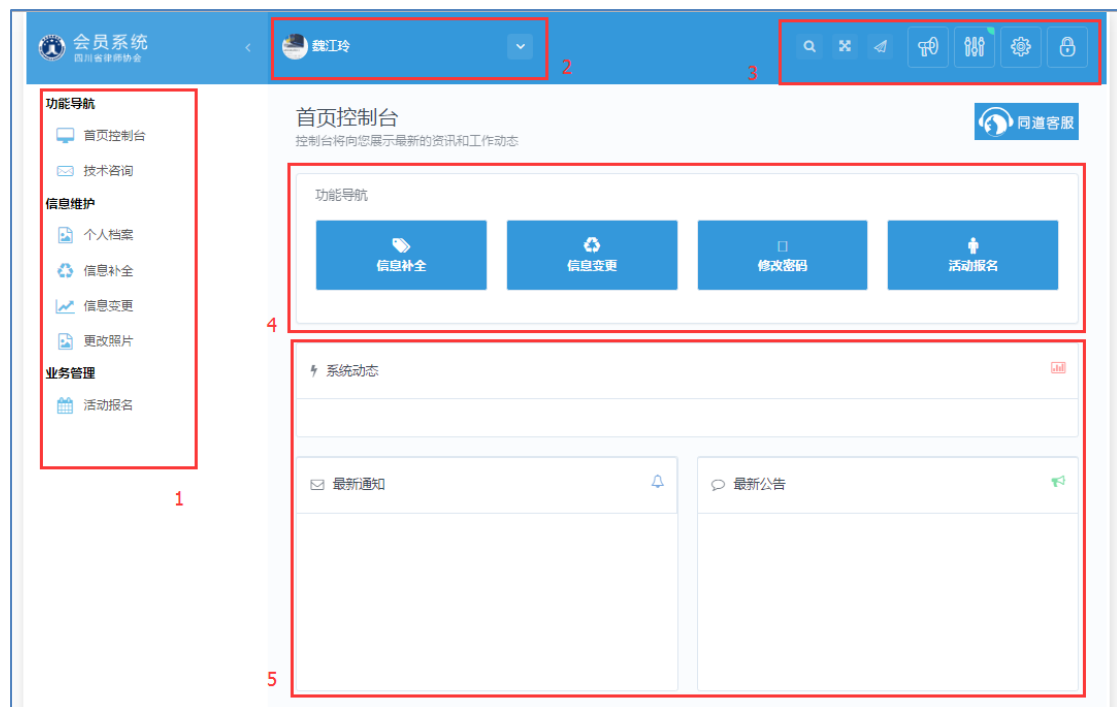 会员系统
四川省律师协会
魏江玲
2
3
功能导航
首页控制台
技术咨询
信息维护
个人档案
信息补全
信息变更
更改照片
业务管理
活动报名
1
首页控制台
控制台将向您展示最新的资讯和工作动态
同道客服
功能导航
信息补全
信息变更
修改密码
活动报名
4
系统动态
最新通知
最新公告
5